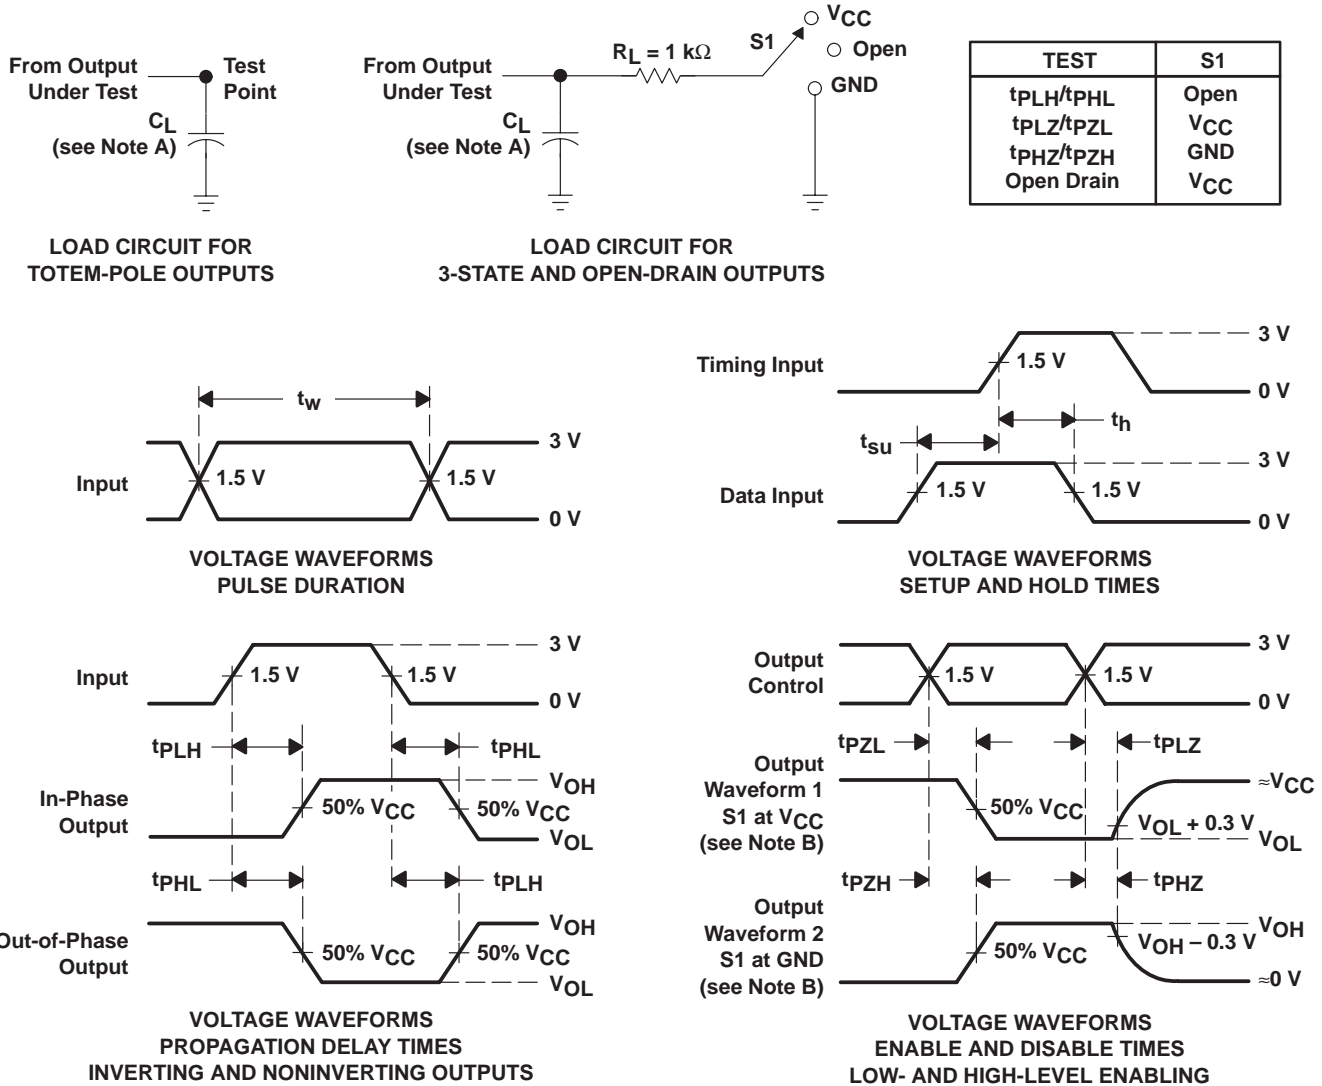 From Output
Under Test
Test
Point
CL
(see Note A)
LOAD CIRCUIT FOR
TOTEM-POLE OUTPUTS
From Output
Under Test
RL = 1 kΩ
S1
VCC
Open
GND
CL
(see Note A)
LOAD CIRCUIT FOR
3-STATE AND OPEN-DRAIN OUTPUTS
TEST S1
tPLH/tPHL Open
tPLZ/tPZL VCC
tPHZ/tPZH GND
Open Drain VCC
tw
Input
1.5 V
1.5 V
3 V
0 V
VOLTAGE WAVEFORMS
PULSE DURATION
Timing Input
1.5 V
3 V
0 V
tsu
th
Data Input
1.5 V
1.5 V
3 V
0 V
VOLTAGE WAVEFORMS
SETUP AND HOLD TIMES
Input
1.5 V
1.5 V
3 V
0 V
tPLH
tPHL
In-Phase
Output
50% VCC
50% VCC
VOH
VOL
tPHL
tPLH
Out-of-Phase
Output
50% VCC
50% VCC
VOH
VOL
VOLTAGE WAVEFORMS
PROPAGATION DELAY TIMES
INVERTING AND NONINVERTING OUTPUTS
Output
Control
1.5 V
1.5 V
3 V
0 V
tPZL
tPLZ
Output
Waveform 1
S1 at VCC
(see Note B)
50% VCC
VOL + 0.3 V
≈VCC
VOL
tPZH
tPHZ
Output
Waveform 2
S1 at GND
(see Note B)
50% VCC
VOH − 0.3 V
VOH
≈0 V
VOLTAGE WAVEFORMS
ENABLE AND DISABLE TIMES
LOW- AND HIGH-LEVEL ENABLING